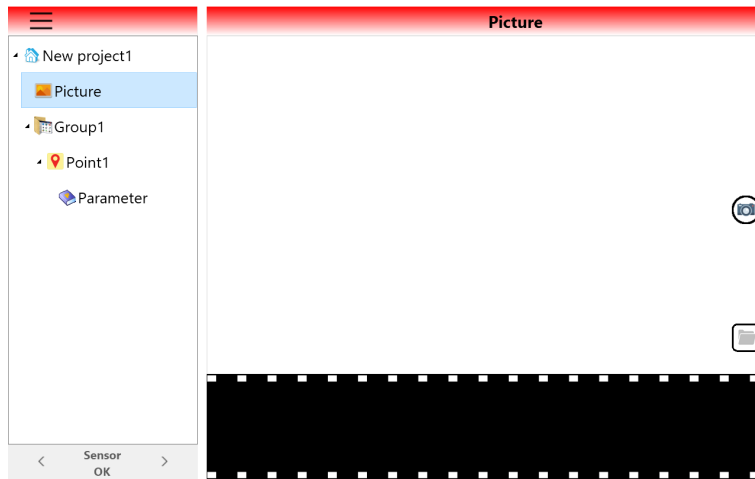 Picture
New project1
Picture
Group1
Point1
Parameter
Sensor
OK